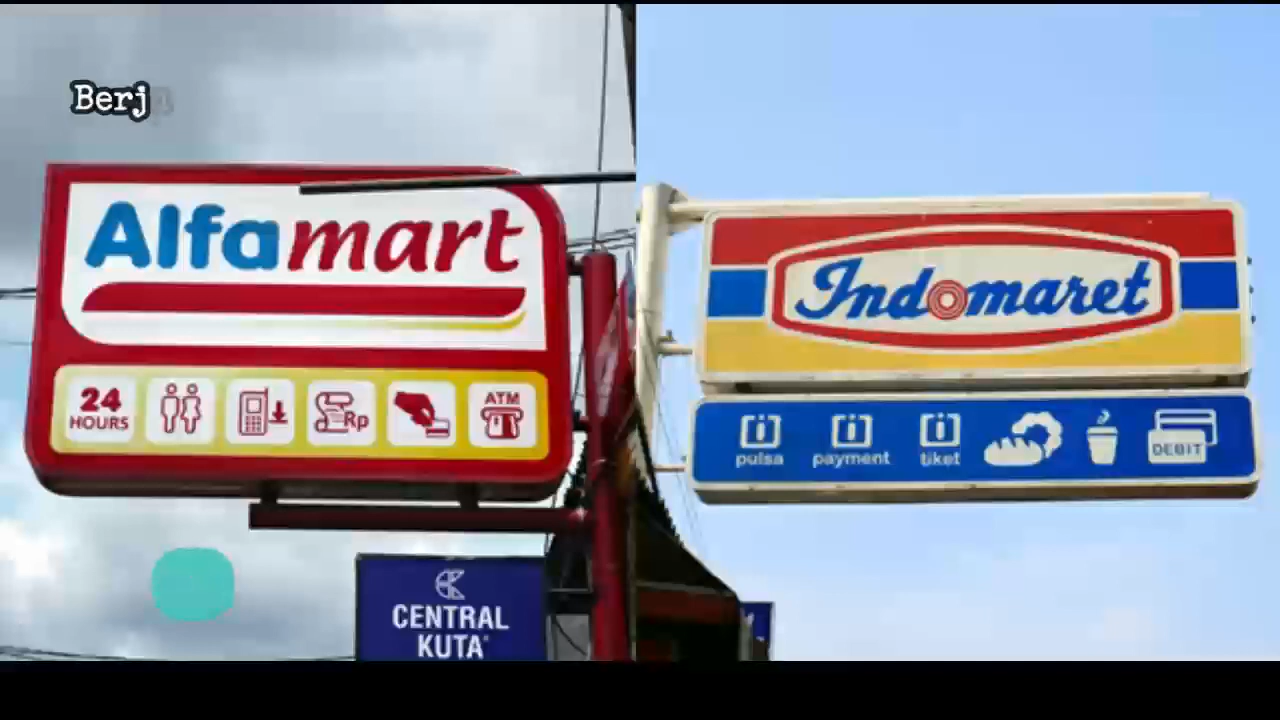 Berj
Alfamart
24
HOURS
Rp
ATM
CENTRAL
KUTA
Indomaret
pulsa
payment
tiket
DEBIT